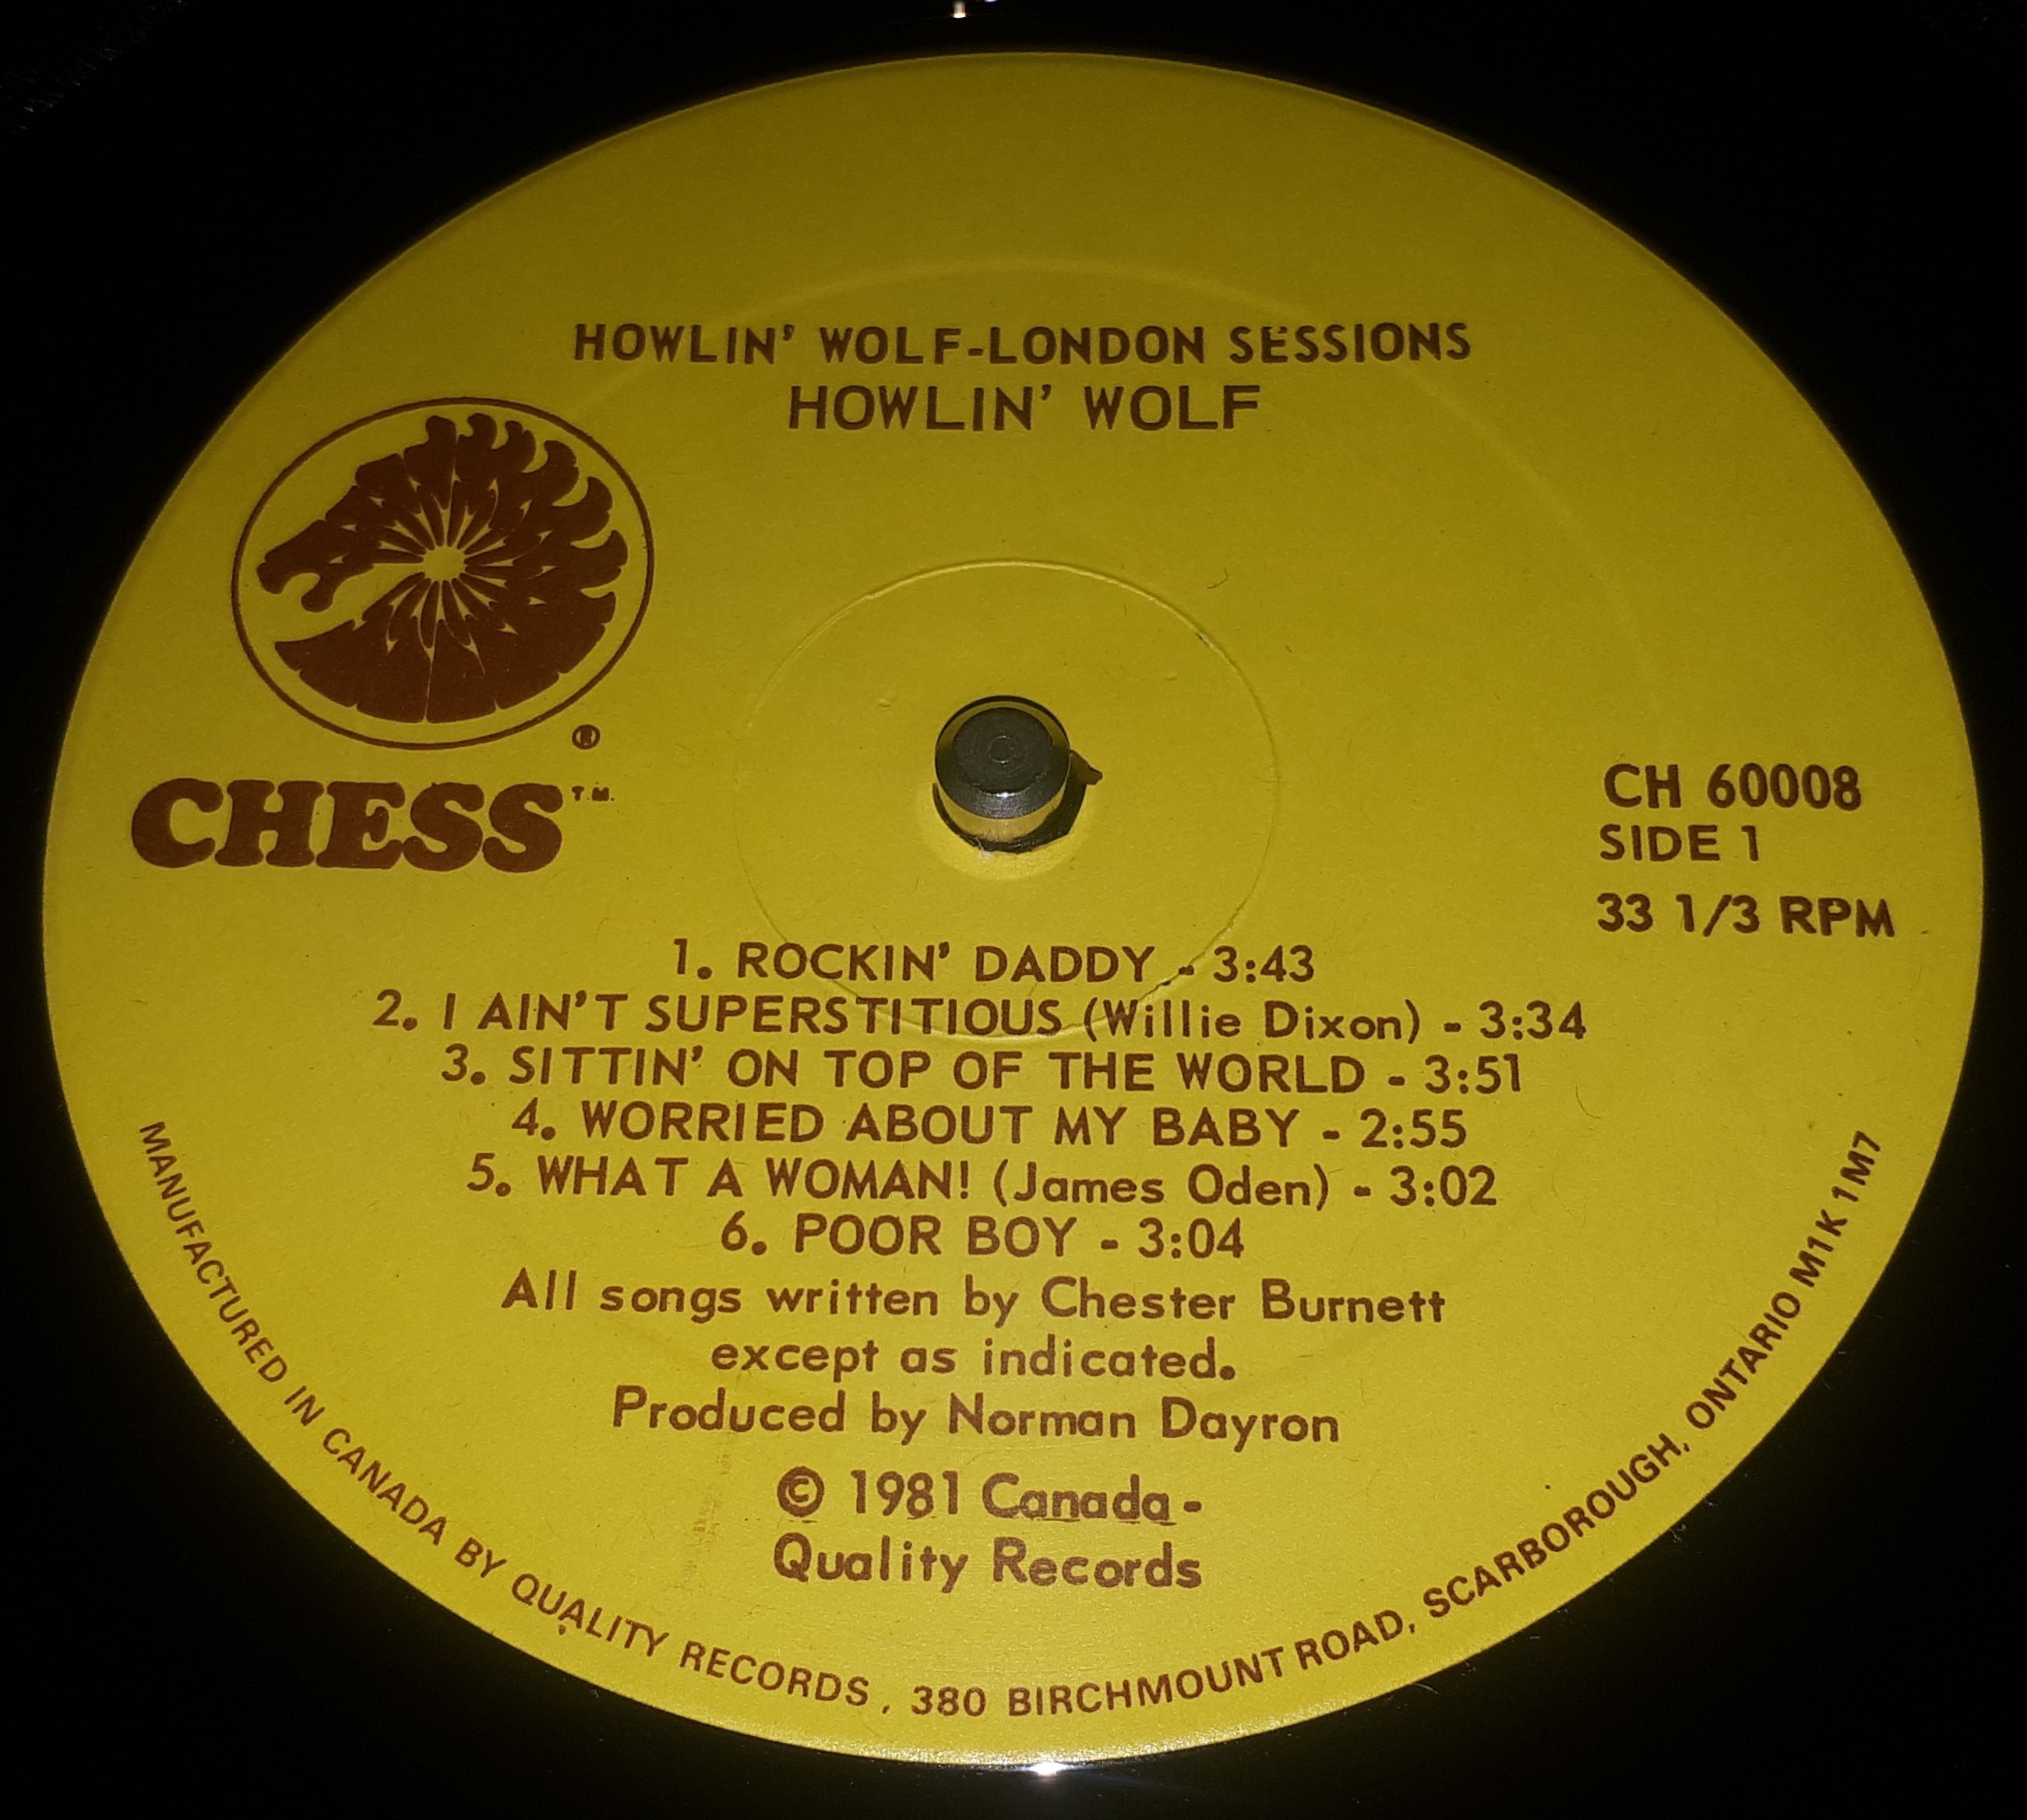 HOWLIN' WOLF-LONDON SESSIONS
HOWLIN' WOLF
®
CHESS T.M.
CH 60008
SIDE 1
33 1/3 RPM
1. ROCKIN' DADDY - 3:43
2. I AIN'T SUPERSTITIOUS (Willie Dixon) - 3:34
3. SITTIN' ON TOP OF THE WORLD - 3:51
4. WORRIED ABOUT MY BABY - 2:55
5. WHAT A WOMAN! (James Oden) - 3:02
6. POOR BOY - 3:04
All songs written by Chester Burnett
except as indicated.
Produced by Norman Dayron
© 1981 Canada -
Quality Records
MANUFACTURED IN CANADA BY QUALITY RECORDS , 380 BIRCHMOUNT ROAD, SCARBOROUGH, ONTARIO M1K 1M7